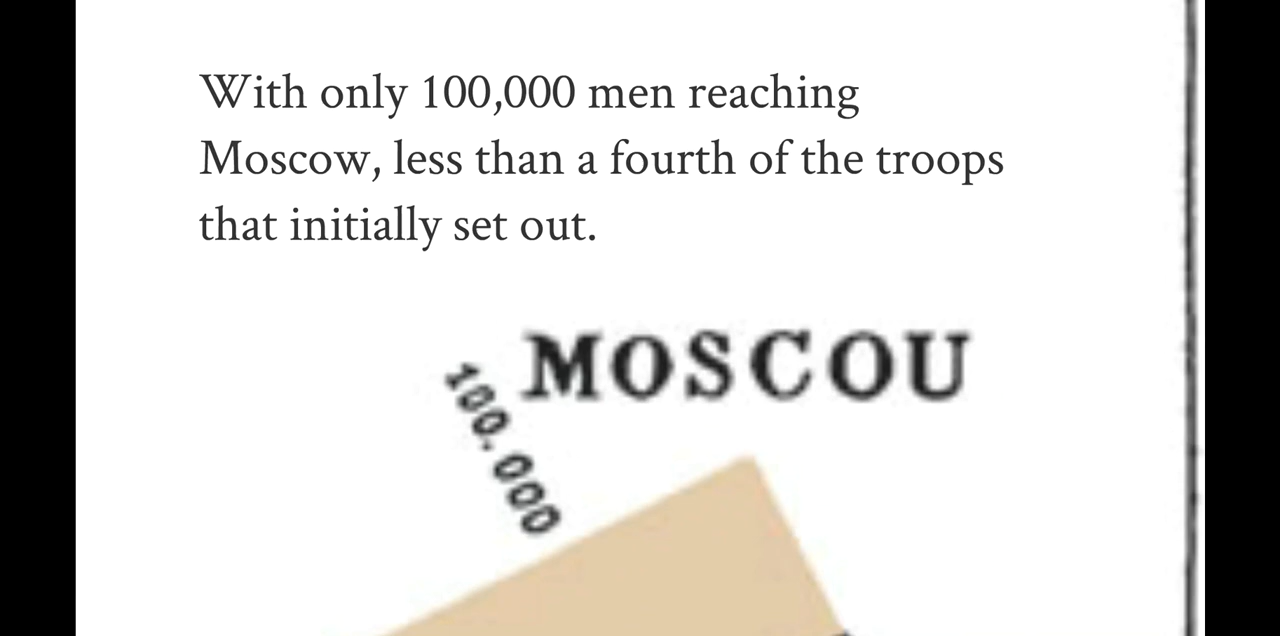 With only 100,000 men reaching
Moscow, less than a fourth of the troops
that initially set out.
MOSCOU
100.000